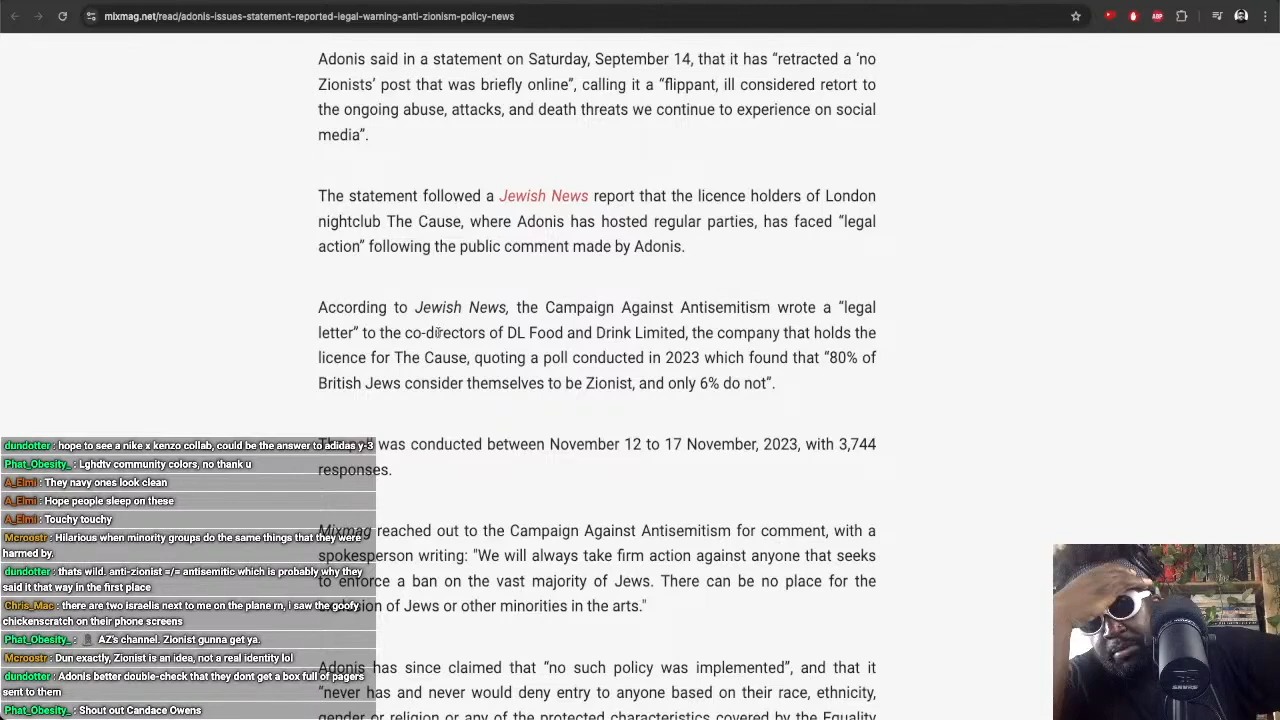 mixmag.net/read/adonis-issues-statement-reported-legal-warning-anti-zionism-policy-news
Adonis said in a statement on Saturday, September 14, that it has “retracted a ‘no
Zionists’ post that was briefly online”, calling it a “flippant, ill considered retort to
the ongoing abuse, attacks, and death threats we continue to experience on social
media”.
The statement followed a Jewish News report that the licence holders of London
nightclub The Cause, where Adonis has hosted regular parties, has faced “legal
action” following the public comment made by Adonis.
According to Jewish News, the Campaign Against Antisemitism wrote a “legal
letter” to the co-directors of DL Food and Drink Limited, the company that holds the
licence for The Cause, quoting a poll conducted in 2023 which found that “80% of
British Jews consider themselves to be Zionist, and only 6% do not”.
was conducted between November 12 to 17 November, 2023, with 3,744
responses.
Mixmag reached out to the Campaign Against Antisemitism for comment, with a
spokesperson writing: "We will always take firm action against anyone that seeks
to enforce a ban on the vast majority of Jews. There can be no place for the
of Jews or other minorities in the arts."
Adonis has since claimed that “no such policy was implemented”, and that it
“never has and never would deny entry to anyone based on their race, ethnicity,
gender or religion or any of the protected characteristics covered by the Equality
dundotter : hope to see a nike x kenzo collab, could be the answer to adidas y-3
Phat_Obesity_ : Lghdtv community colors, no thank u
A_Elmi : They navy ones look clean
A_Elmi : Hope people sleep on these
A_Elmi : Touchy touchy
Mcroostr : Hilarious when minority groups do the same things that they were
harmed by.
dundotter : thats wild. anti-zionist =/= antisemitic which is probably why they
said it that way in the first place
Chris_Mac : there are two israelis next to me on the plane rn, i saw the goofy
chickenscratch on their phone screens
Phat_Obesity_ : AZ's channel. Zionist gunna get ya.
Mcroostr : Dun exactly, Zionist is an idea, not a real identity lol
dundotter : Adonis better double-check that they dont get a box full of pagers
sent to them
Phat_Obesity_ : Shout out Candace Owens